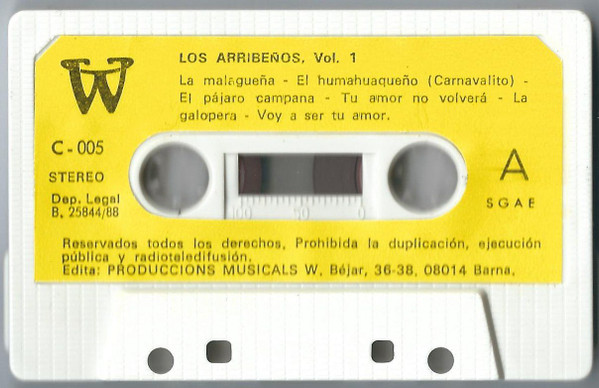 W
LOS ARRIBEÑOS, Vol. 1
La malagueña - El humahuaqueño (Carnavalito) -
El pájaro campana - Tu amor no volverá - La
galopera - Voy a ser tu amor.
C-005
STEREO
Dep. Legal
B, 25844/88
A
SGAE
100 50 0
Reservados todos los derechos, Prohibida la duplicación, ejecución
pública y radioteledifusión.
Edita: PRODUCCIONS MUSICALS W. Béjar, 36-38, 08014 Barna.